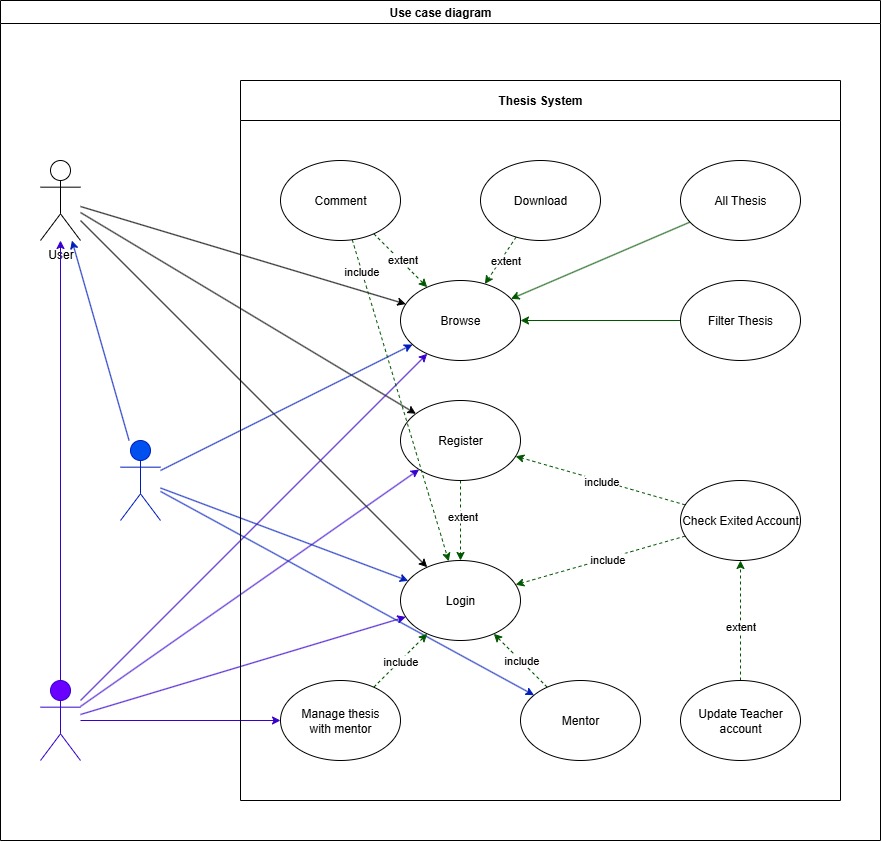 Use case diagram
Thesis System
Comment
Download
All Thesis
User
extent
include
extent
Browse
Filter Thesis
Register
include
extent
Check Exited Account
include
Login
extent
include
include
Manage thesis
with mentor
Mentor
Update Teacher
account